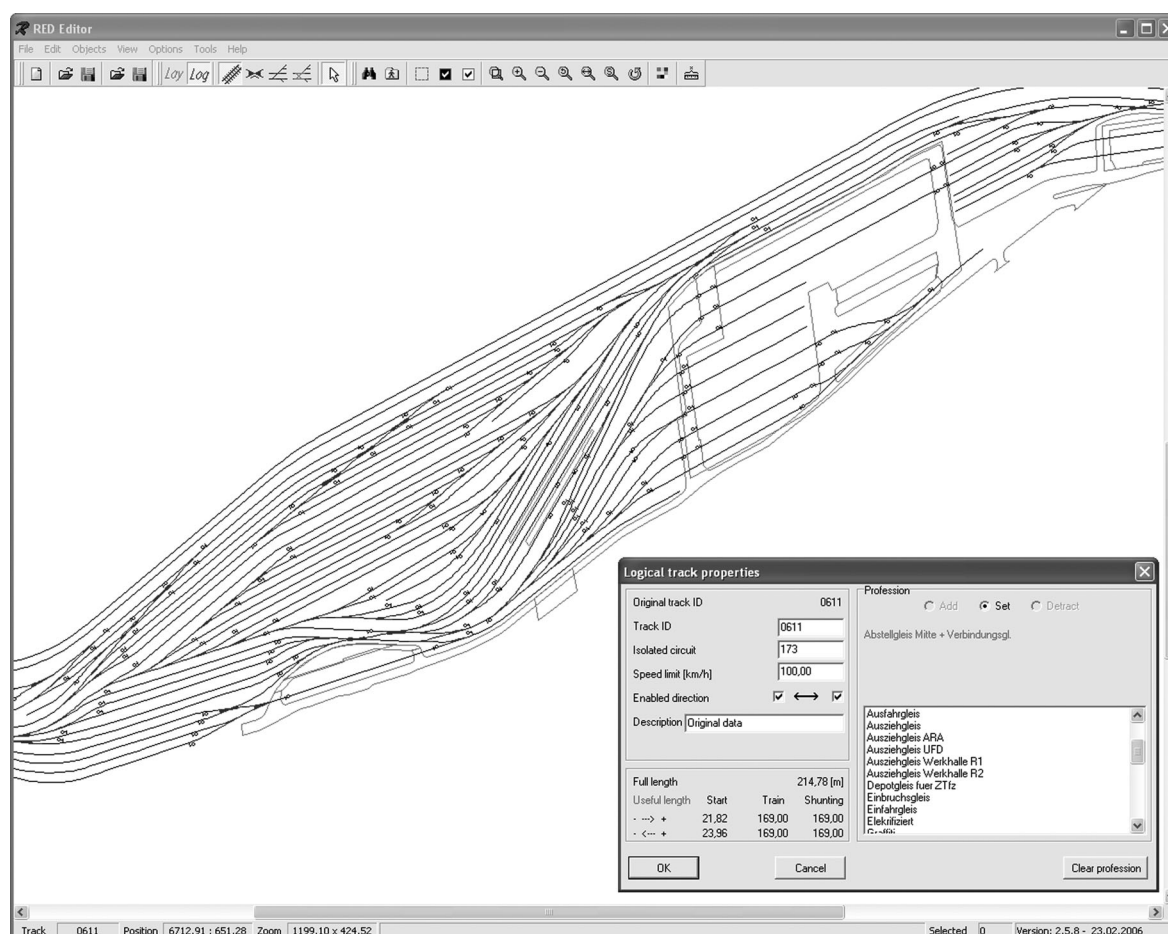 RED Editor
File Edit Objects View Options Tools Help
Lay Log
Logical track properties
Original track ID 0611
Track ID 0611
Isolated circuit 173
Speed limit [km/h] 100,00
Enabled direction
Description Original data
Full length 214,78 [m]
Useful length Start Train Shunting
- ---> + 21,82 169,00 169,00
- <--- + 23,96 169,00 169,00
OK Cancel
Profession
Add Set Detract
Abstellgleis Mitte + Verbindungsgl.
Ausfahrgleis
Ausziehgleis
Ausziehgleis ARA
Ausziehgleis UFD
Ausziehgleis Werkhalle R1
Ausziehgleis Werkhalle R2
Depotgleis fuer ZTfz
Einbruchsgleis
Einfahrgleis
Elekrifiziert
Graffiti
Clear profession
Track 0611 Position 6712.91 : 651.28 Zoom 1199.10 x 424.52 Selected 0 Version: 2.5.8 - 23.02.2006